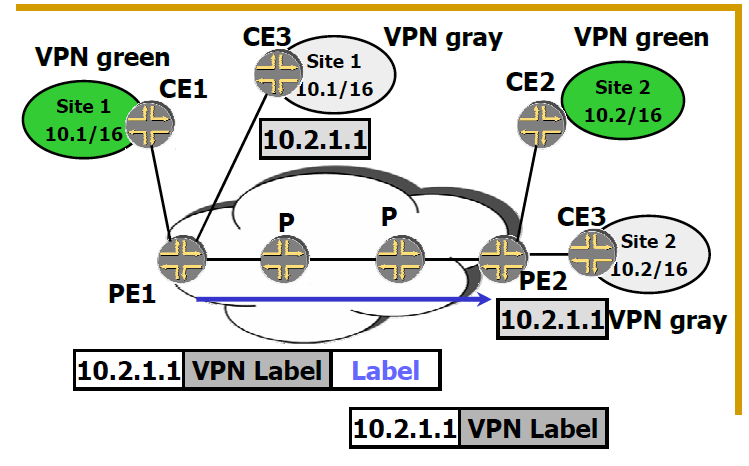 VPN green
CE3
VPN gray
VPN green
CE1
Site 1
10.1/16
CE2
Site 2
10.2/16
Site 1
10.1/16
10.2.1.1
P
P
CE3
Site 2
10.2/16
PE1
PE2
10.2.1.1
VPN gray
10.2.1.1 VPN Label Label
10.2.1.1 VPN Label